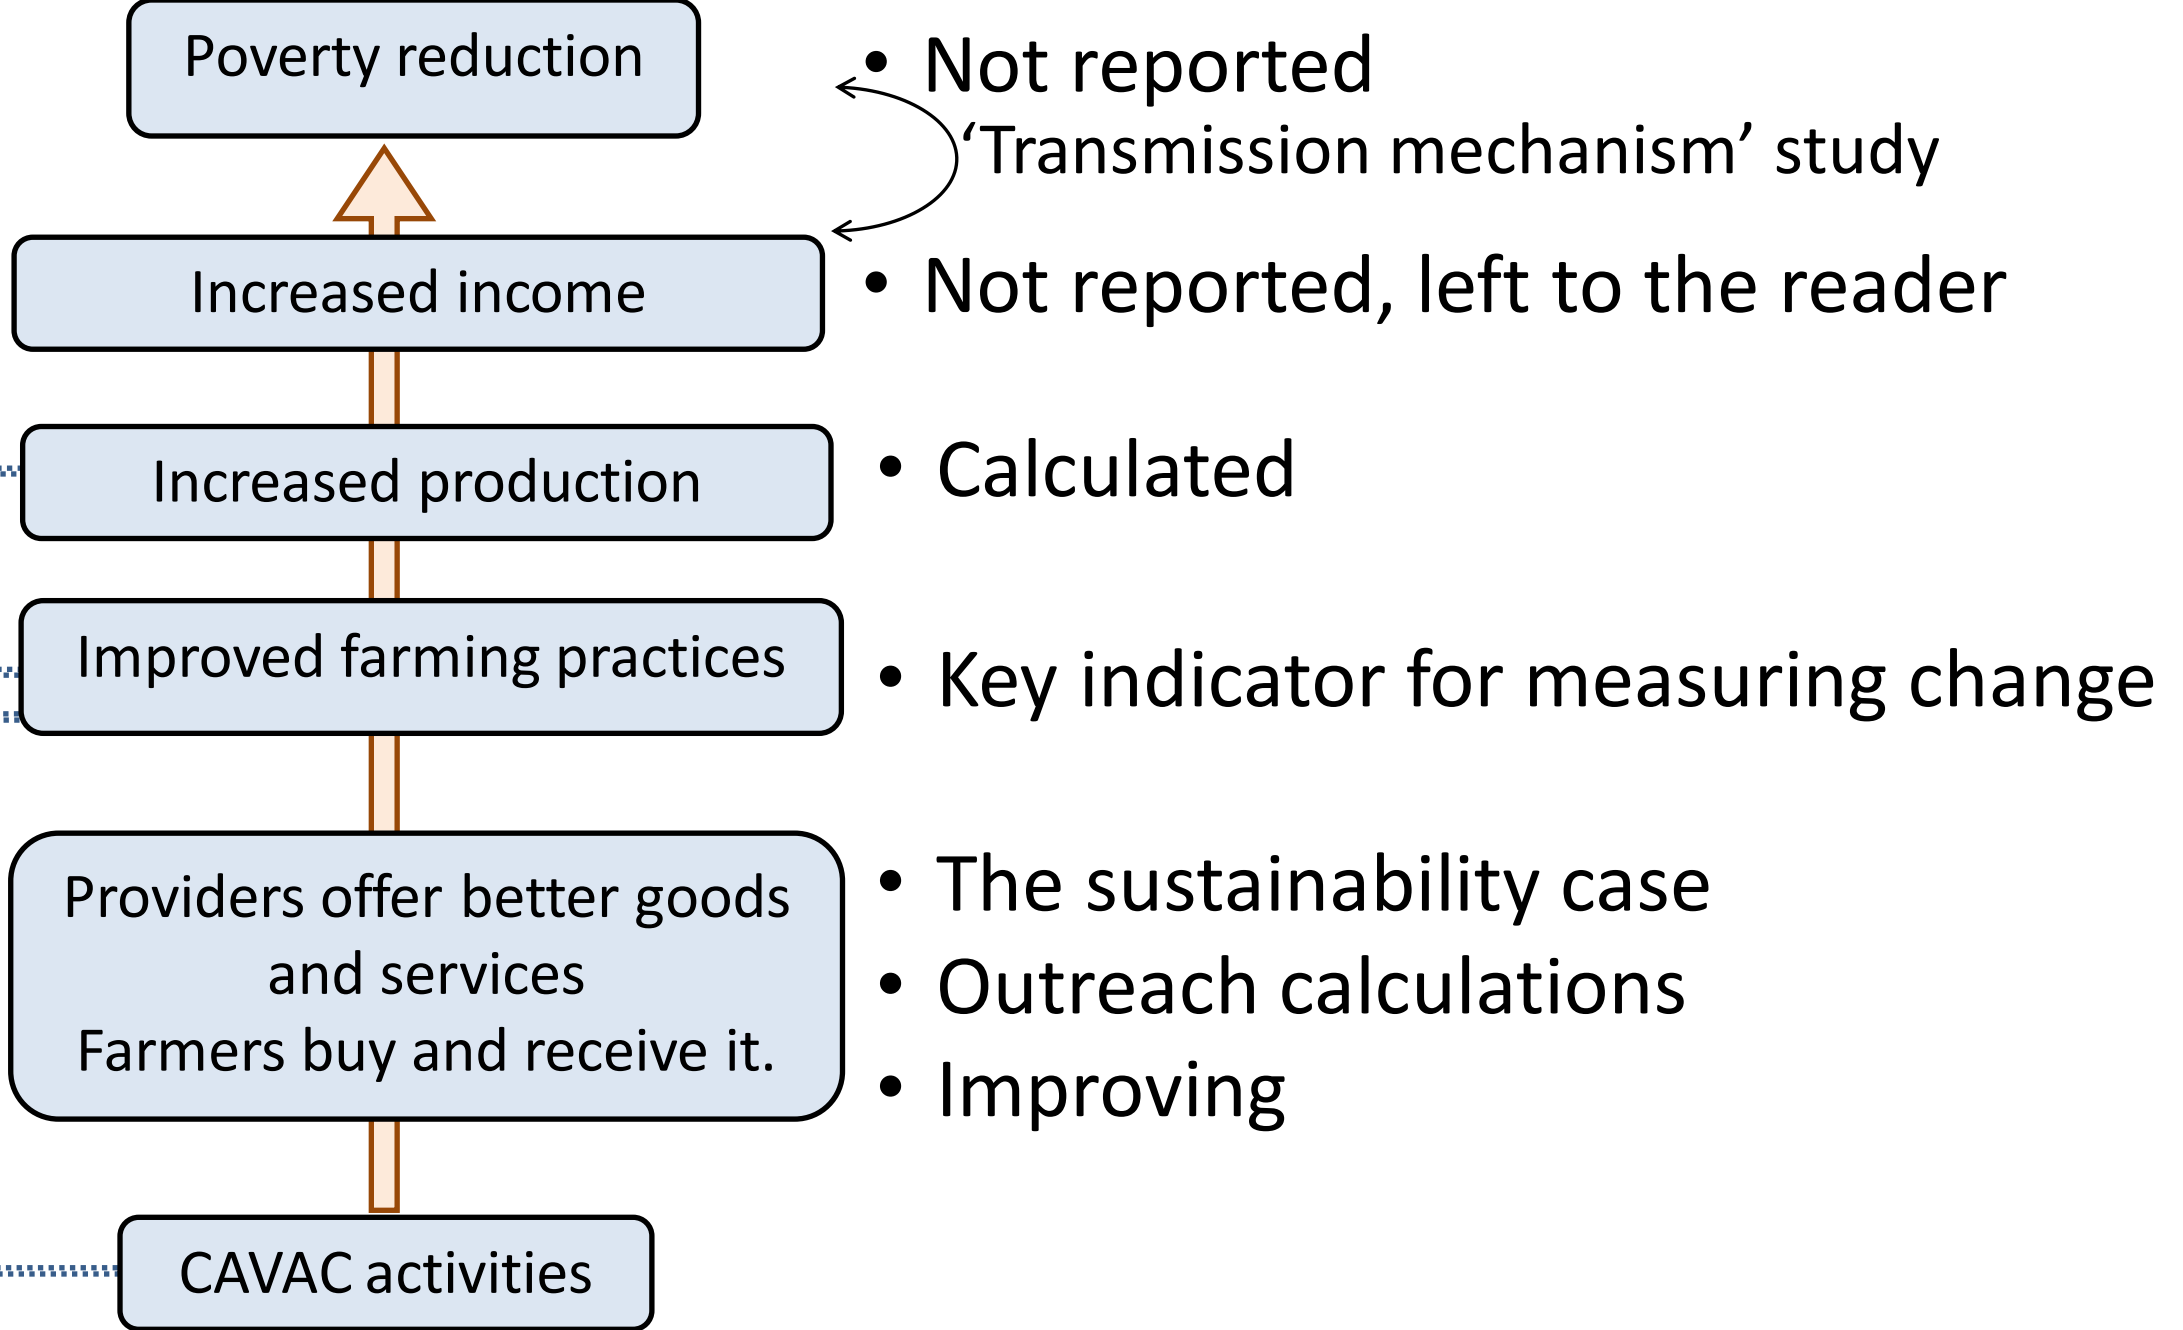 Poverty reduction
• Not reported
‘Transmission mechanism’ study
Increased income
• Not reported, left to the reader
Increased production
• Calculated
Improved farming practices
• Key indicator for measuring change
Providers offer better goods
and services
Farmers buy and receive it.
• The sustainability case
• Outreach calculations
• Improving
CAVAC activities